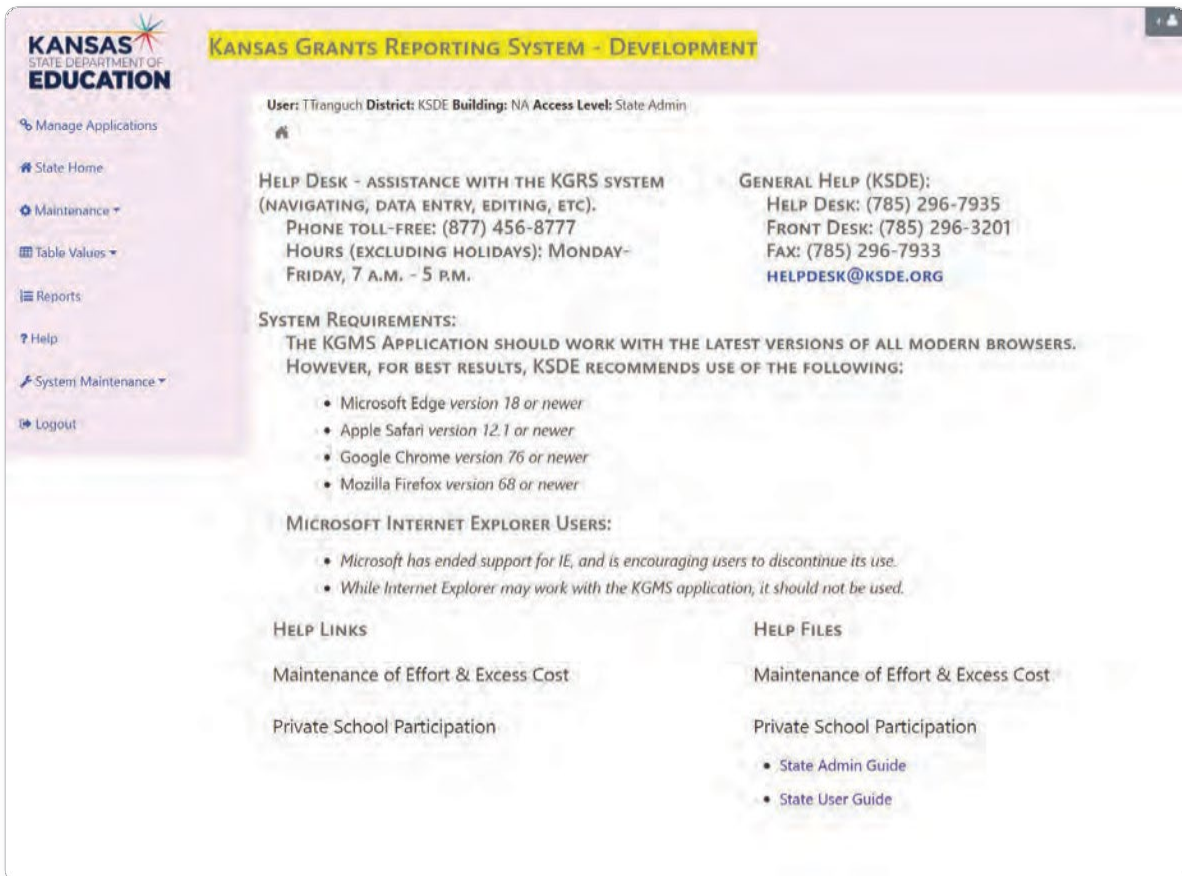 KANSAS
STATE DEPARTMENT OF
EDUCATION
KANSAS GRANTS REPORTING SYSTEM - DEVELOPMENT
User: TTranguch District: KSDE Building: NA Access Level: State Admin
Manage Applications
State Home
Maintenance
Table Values
Reports
? Help
System Maintenance
Logout
HELP DESK - ASSISTANCE WITH THE KGRS SYSTEM
(NAVIGATING, DATA ENTRY, EDITING, ETC).
PHONE TOLL-FREE: (877) 456-8777
HOURS (EXCLUDING HOLIDAYS): MONDAY-
FRIDAY, 7 A.M. - 5 P.M.
GENERAL HELP (KSDE):
HELP DESK: (785) 296-7935
FRONT DESK: (785) 296-3201
FAX: (785) 296-7933
HELPDESK@KSDE.ORG
SYSTEM REQUIREMENTS:
THE KGMS APPLICATION SHOULD WORK WITH THE LATEST VERSIONS OF ALL MODERN BROWSERS.
HOWEVER, FOR BEST RESULTS, KSDE RECOMMENDS USE OF THE FOLLOWING:
• Microsoft Edge version 18 or newer
• Apple Safari version 12.1 or newer
• Google Chrome version 76 or newer
• Mozilla Firefox version 68 or newer
MICROSOFT INTERNET EXPLORER USERS:
• Microsoft has ended support for IE, and is encouraging users to discontinue its use.
• While Internet Explorer may work with the KGMS application, it should not be used.
HELP LINKS
Maintenance of Effort & Excess Cost
Private School Participation
HELP FILES
Maintenance of Effort & Excess Cost
Private School Participation
• State Admin Guide
• State User Guide